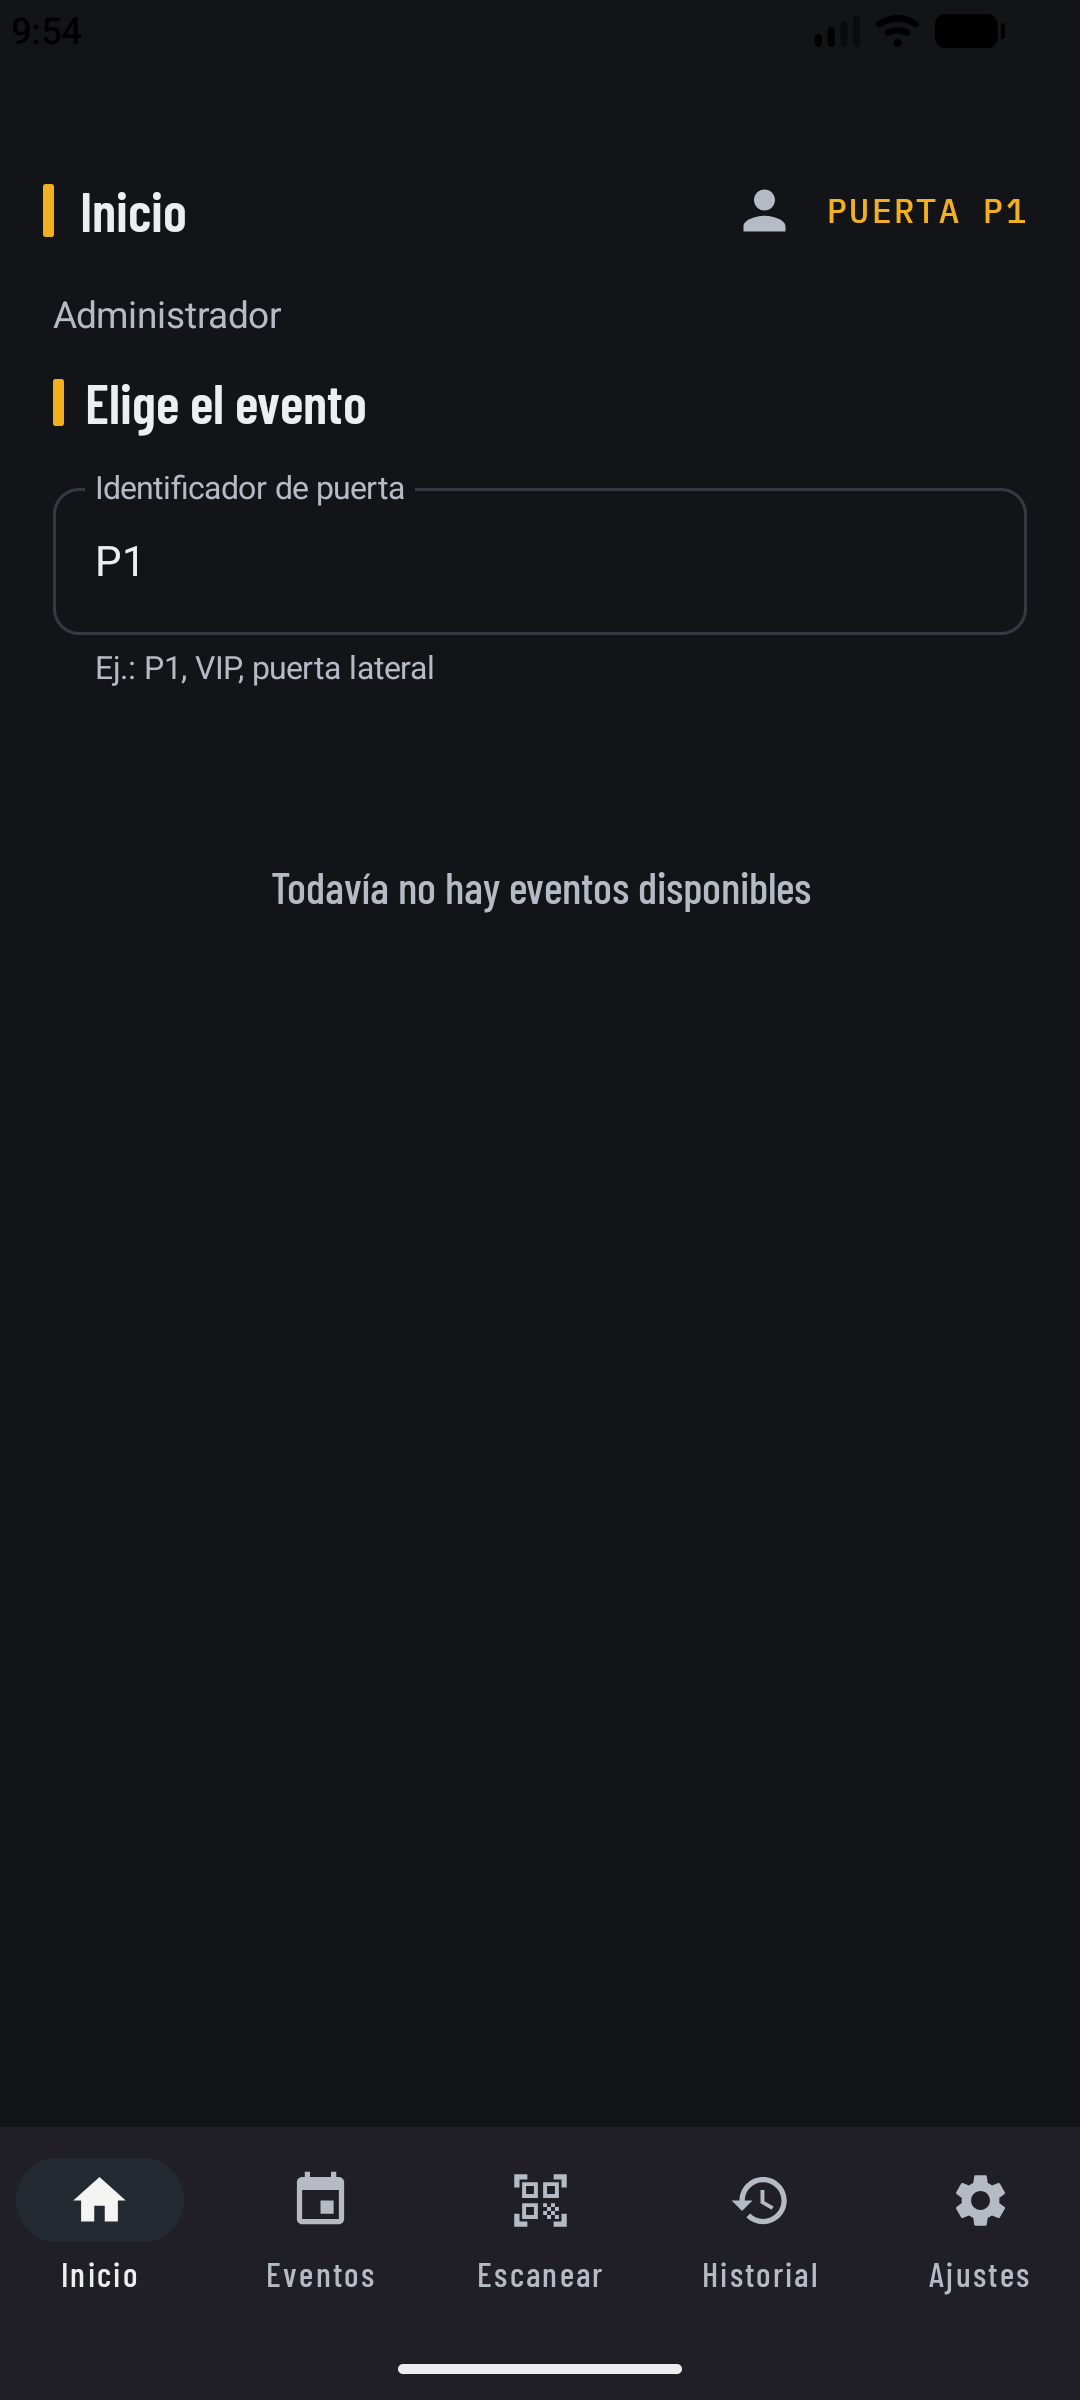 9:54
Inicio
PUERTA P1
Administrador
Elige el evento
Identificador de puerta
P1
Ej.: P1, VIP, puerta lateral
Todavía no hay eventos disponibles
Inicio
Eventos
Escanear
Historial
Ajustes